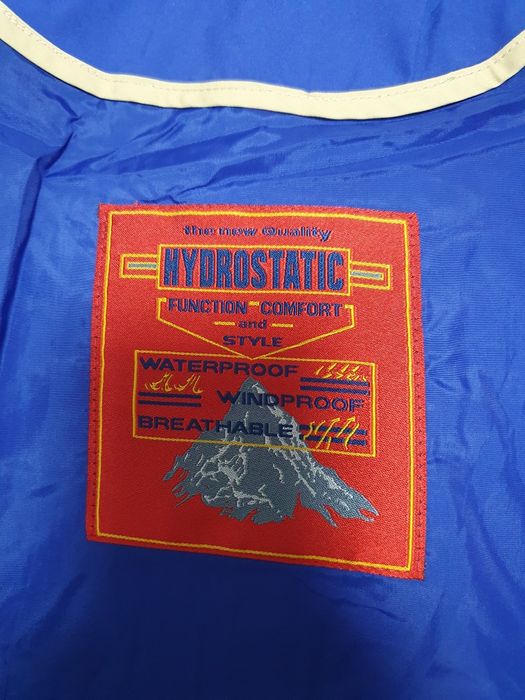 the new Quality
HYDROSTATIC
FUNCTION COMFORT
and
STYLE
WATERPROOF
WINDPROOF
BREATHABLE